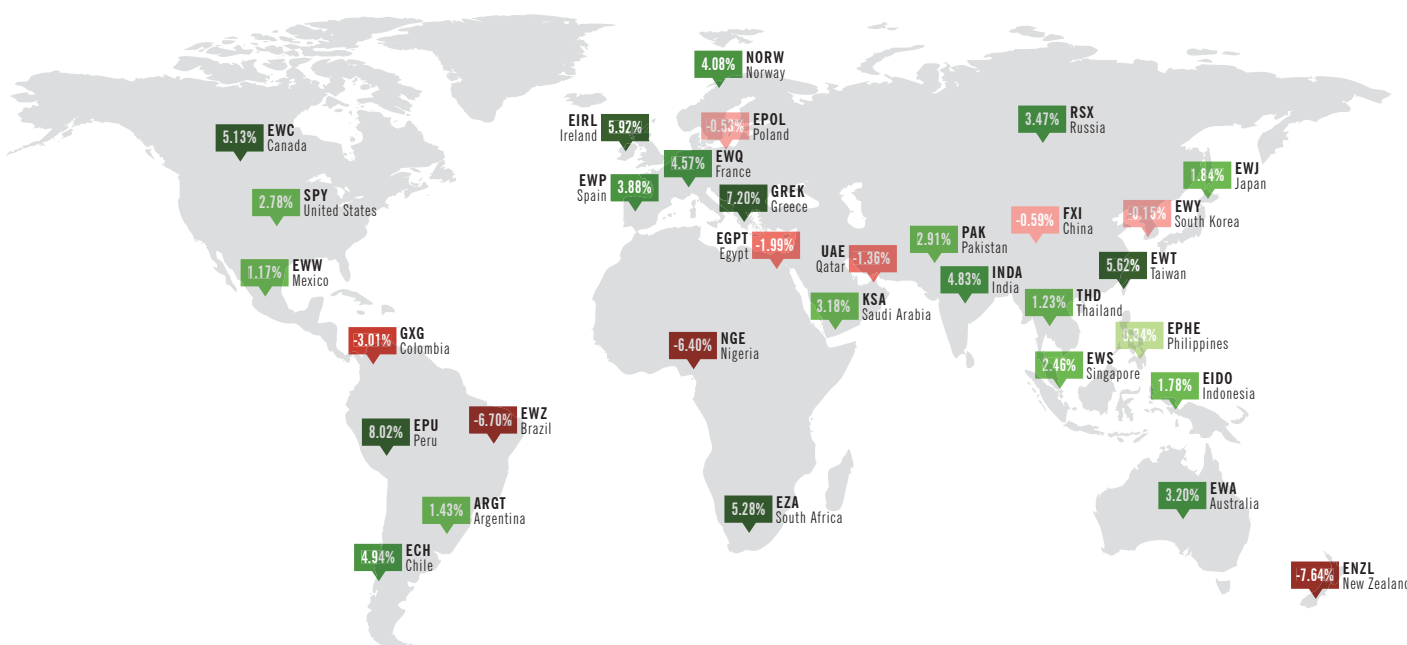 4.08% NORW
Norway
EIRL 5.92%
Ireland
-0.53% EPOL
Poland
3.47% RSX
Russia
5.13% EWC
Canada
4.57% EWQ
France
EWP 3.88%
Spain
7.20% GREK
Greece
1.84% EWJ
Japan
2.78% SPY
United States
-0.59% FXI
China
-0.15% EWY
South Korea
EGPT -1.99%
Egypt
UAE -1.36%
Qatar
2.91% PAK
Pakistan
5.62% EWT
Taiwan
1.17% EWW
Mexico
4.83% INDA
India
3.18% KSA
Saudi Arabia
1.23% THD
Thailand
-3.01% GXG
Colombia
-6.40% NGE
Nigeria
EPHE
Philippines
2.46% EWS
Singapore
1.78% EIDO
Indonesia
8.02% EPU
Peru
-6.70% EWZ
Brazil
1.43% ARGT
Argentina
5.28% EZA
South Africa
3.20% EWA
Australia
4.94% ECH
Chile
-7.64% ENZL
New Zealand